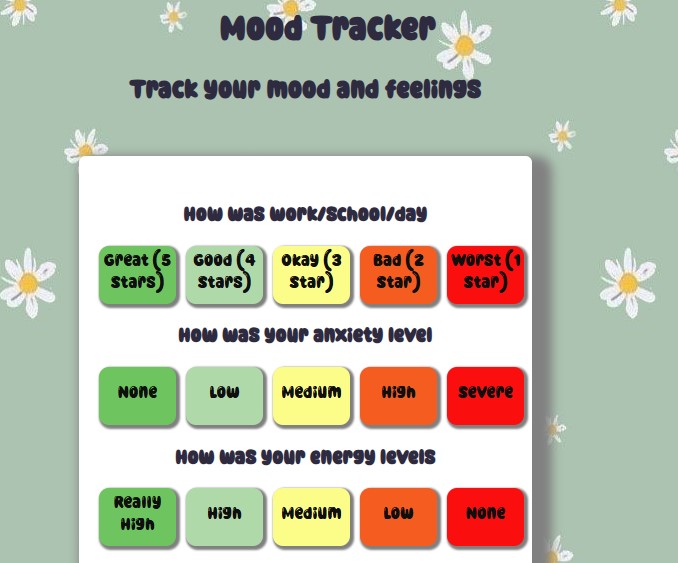 Mood Tracker
Track your mood and feelings
How was work/school/day
Great (5
stars)
Good (4
stars)
Okay (3
star)
Bad (2
star)
Worst (1
star)
How was your anxiety level
None
Low
Medium
High
Severe
How was your energy levels
Really
High
High
Medium
Low
None